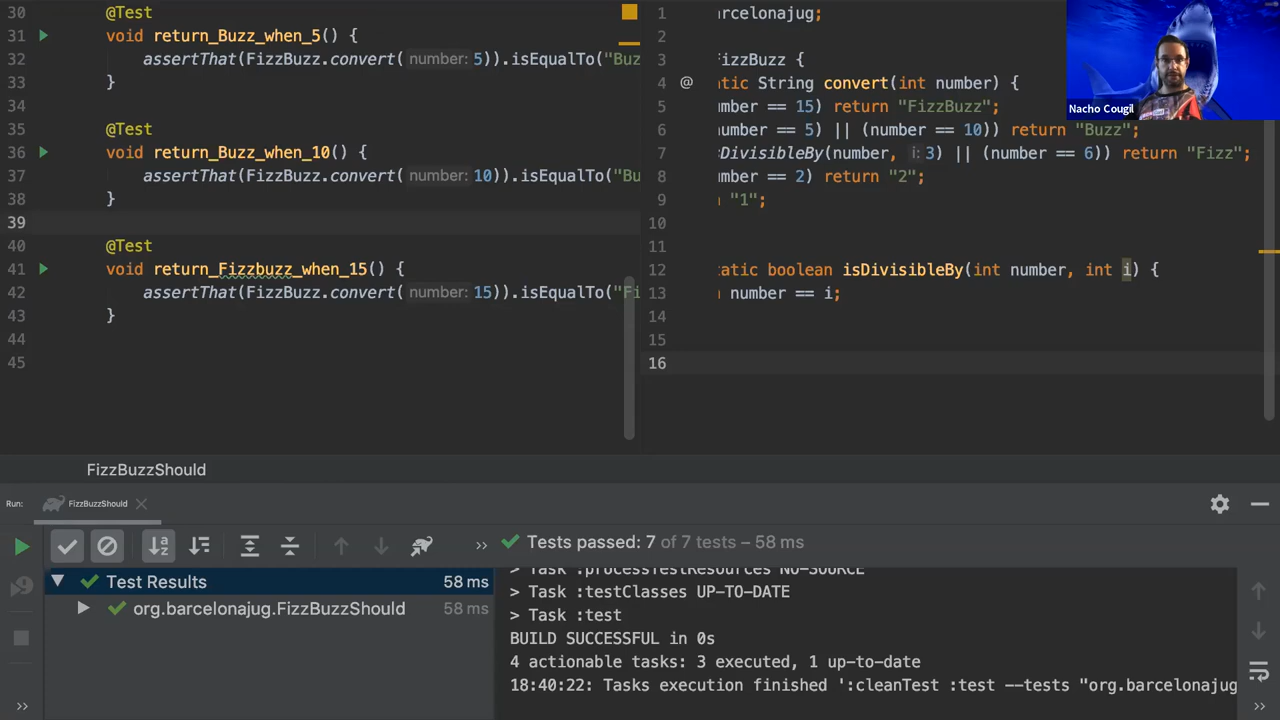 30 @Test
31 void return_Buzz_when_5() {
32 assertThat(FizzBuzz.convert( number: 5)).isEqualTo("Buz
33 }
34
35 @Test
36 void return_Buzz_when_10() {
37 assertThat(FizzBuzz.convert( number: 10)).isEqualTo("Bu
38 }
39
40 @Test
41 void return_Fizzbuzz_when_15() {
42 assertThat(FizzBuzz.convert( number: 15)).isEqualTo("Fi
43 }
44
45
1 rcelonajug;
2
3 FizzBuzz {
4 @ tic String convert(int number) {
5 mber == 15) return "FizzBuzz";
6 number == 5) || (number == 10)) return "Buzz";
7 DivisibleBy(number, i: 3) || (number == 6)) return "Fizz";
8 mber == 2) return "2";
9 "1";
10
11
12 atic boolean isDivisibleBy(int number, int i) {
13 number == i;
14
15
16
Nacho Cougil
FizzBuzzShould
Run: FizzBuzzShould
Tests passed: 7 of 7 tests – 58 ms
Test Results 58 ms
org.barcelonajug.FizzBuzzShould 58 ms
> Task :processTestResources NO-SOURCE
> Task :testClasses UP-TO-DATE
> Task :test
BUILD SUCCESSFUL in 0s
4 actionable tasks: 3 executed, 1 up-to-date
18:40:22: Tasks execution finished ':cleanTest :test --tests "org.barcelonajug